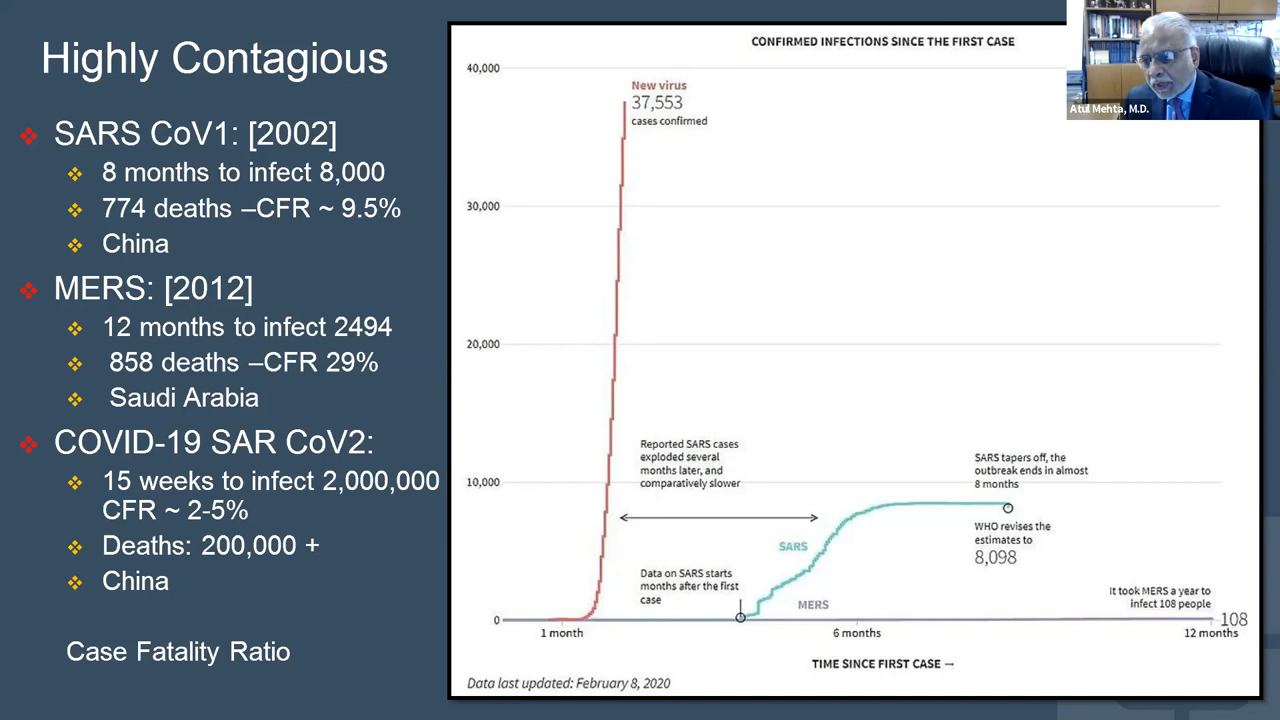 Highly Contagious
SARS CoV1: [2002]
8 months to infect 8,000
774 deaths –CFR ~ 9.5%
China
MERS: [2012]
12 months to infect 2494
858 deaths –CFR 29%
Saudi Arabia
COVID-19 SAR CoV2:
15 weeks to infect 2,000,000
CFR ~ 2-5%
Deaths: 200,000 +
China
Case Fatality Ratio
CONFIRMED INFECTIONS SINCE THE FIRST CASE
40,000
New virus
37,553
cases confirmed
30,000
20,000
Reported SARS cases
exploded several
months later, and
comparatively slower
SARS tapers off, the
outbreak ends in almost
8 months
10,000
WHO revises the
estimates to
8,098
SARS
Data on SARS starts
months after the first
case
MERS
It took MERS a year to
infect 108 people
0
108
1 month
6 months
12 months
TIME SINCE FIRST CASE →
Data last updated: February 8, 2020
Atul Mehta, M.D.